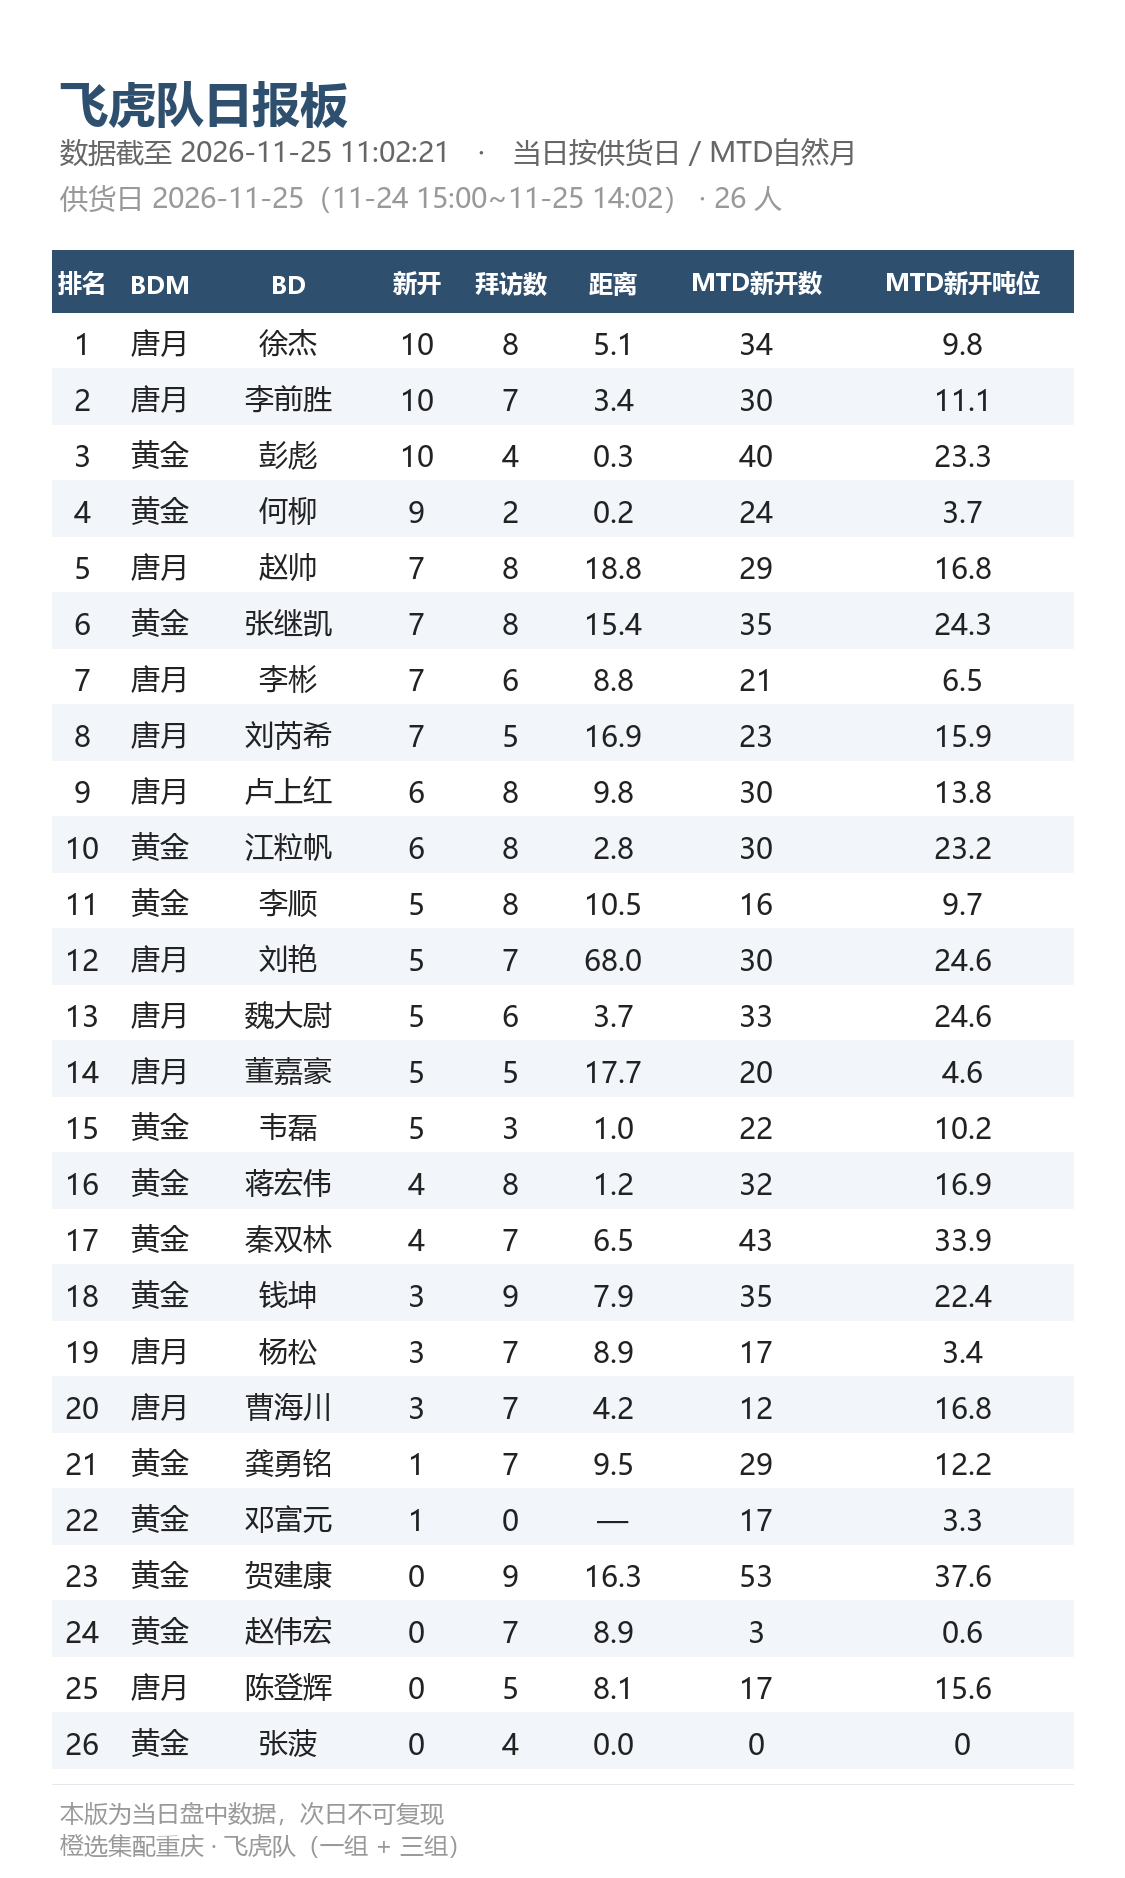 飞虎队日报板
数据截至 2026-11-25 11:02:21 · 当日按供货日 / MTD自然月
供货日 2026-11-25（11-24 15:00~11-25 14:02）· 26 人
排名 BDM BD 新开 拜访数 距离 MTD新开数 MTD新开吨位
1 唐月 徐杰 10 8 5.1 34 9.8
2 唐月 李前胜 10 7 3.4 30 11.1
3 黄金 彭彪 10 4 0.3 40 23.3
4 黄金 何柳 9 2 0.2 24 3.7
5 唐月 赵帅 7 8 18.8 29 16.8
6 黄金 张继凯 7 8 15.4 35 24.3
7 唐月 李彬 7 6 8.8 21 6.5
8 唐月 刘芮希 7 5 16.9 23 15.9
9 唐月 卢上红 6 8 9.8 30 13.8
10 黄金 江粒帆 6 8 2.8 30 23.2
11 黄金 李顺 5 8 10.5 16 9.7
12 唐月 刘艳 5 7 68.0 30 24.6
13 唐月 魏大尉 5 6 3.7 33 24.6
14 唐月 董嘉豪 5 5 17.7 20 4.6
15 黄金 韦磊 5 3 1.0 22 10.2
16 黄金 蒋宏伟 4 8 1.2 32 16.9
17 黄金 秦双林 4 7 6.5 43 33.9
18 黄金 钱坤 3 9 7.9 35 22.4
19 唐月 杨松 3 7 8.9 17 3.4
20 唐月 曹海川 3 7 4.2 12 16.8
21 黄金 龚勇铭 1 7 9.5 29 12.2
22 黄金 邓富元 1 0 — 17 3.3
23 黄金 贺建康 0 9 16.3 53 37.6
24 黄金 赵伟宏 0 7 8.9 3 0.6
25 唐月 陈登辉 0 5 8.1 17 15.6
26 黄金 张菠 0 4 0.0 0 0
本版为当日盘中数据，次日不可复现
橙选集配重庆 · 飞虎队（一组 + 三组）